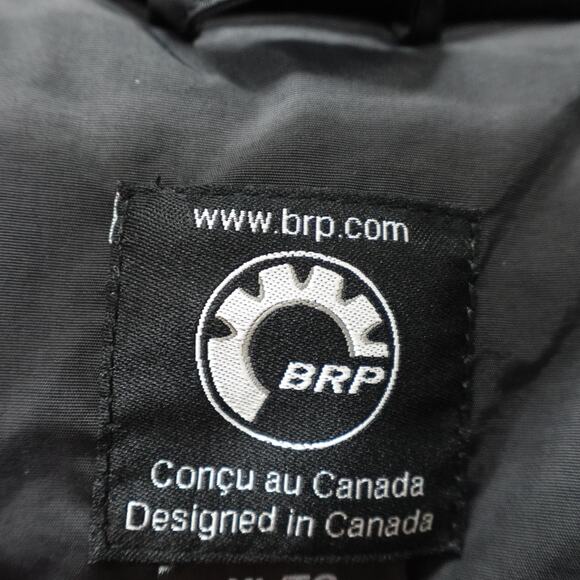 www.brp.com
BRP
Conçu au Canada
Designed in Canada